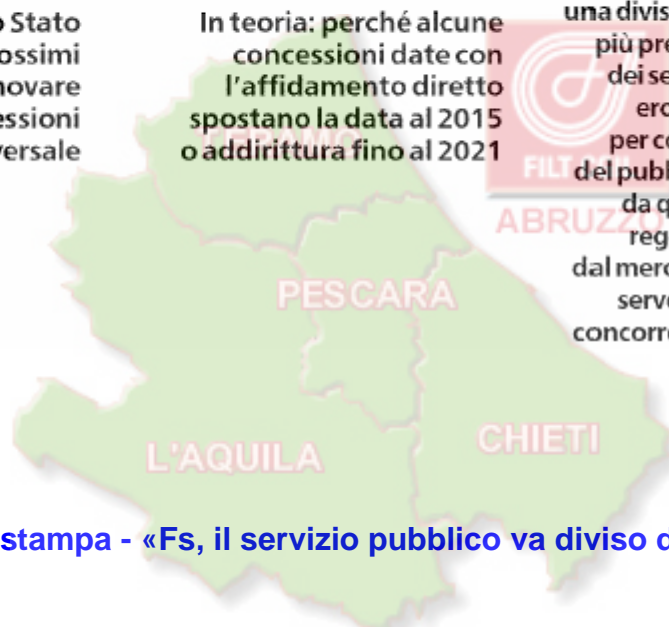 o Stato
ossimi
novare
essioni
versale
In teoria: perché alcune
concessioni date con
l'affidamento diretto
spostano la data al 2015
o addirittura fino al 2021
una divis
più pre
dei se
ero
per co
del pubbl
da q
reg
dal merc
serv
concorr
TERAMO
FILT CGIL
ABRUZZO
PESCARA
L'AQUILA
CHIETI
stampa - «Fs, il servizio pubblico va diviso